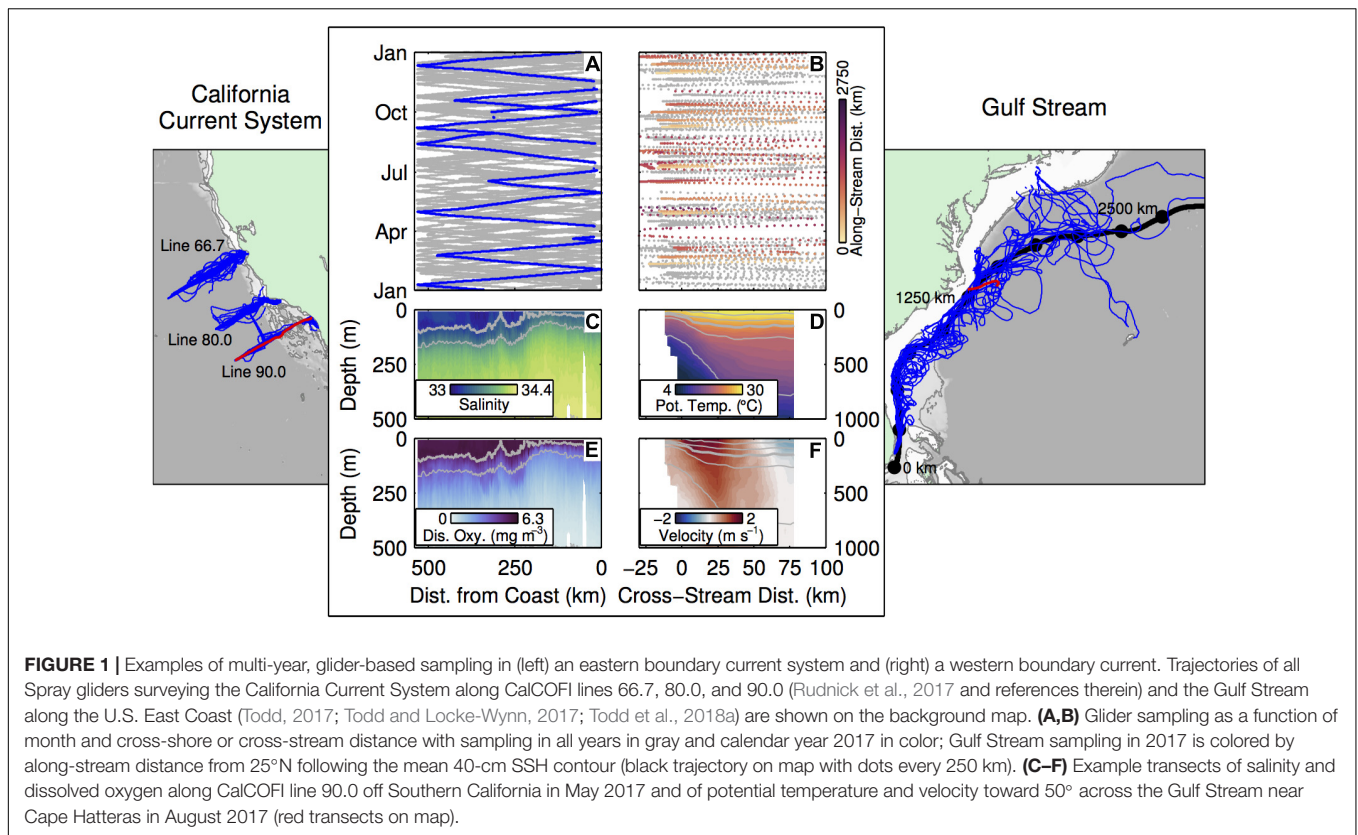 California
Current System
Gulf Stream
Line 66.7
Line 80.0
Line 90.0
Jan
Oct
Jul
Apr
Jan
A
B
0
2750
Along−Stream Dist. (km)
0
250
500
Depth (m)
C
33
34.4
Salinity
D
4
30
Pot. Temp. (°C)
0
500
1000
0
250
500
Depth (m)
E
0
6.3
Dis. Oxy. (mg m−3)
F
−2
2
Velocity (m s−1)
0
500
1000
500
250
0
Dist. from Coast (km)
−25
0
25
50
75
100
Cross−Stream Dist. (km)
2500 km
1250 km
0 km
FIGURE 1 | Examples of multi-year, glider-based sampling in (left) an eastern boundary current system and (right) a western boundary current. Trajectories of all
Spray gliders surveying the California Current System along CalCOFI lines 66.7, 80.0, and 90.0 (Rudnick et al., 2017 and references therein) and the Gulf Stream
along the U.S. East Coast (Todd, 2017; Todd and Locke-Wynn, 2017; Todd et al., 2018a) are shown on the background map. (A,B) Glider sampling as a function of
month and cross-shore or cross-stream distance with sampling in all years in gray and calendar year 2017 in color; Gulf Stream sampling in 2017 is colored by
along-stream distance from 25°N following the mean 40-cm SSH contour (black trajectory on map with dots every 250 km). (C–F) Example transects of salinity and
dissolved oxygen along CalCOFI line 90.0 off Southern California in May 2017 and of potential temperature and velocity toward 50° across the Gulf Stream near
Cape Hatteras in August 2017 (red transects on map).